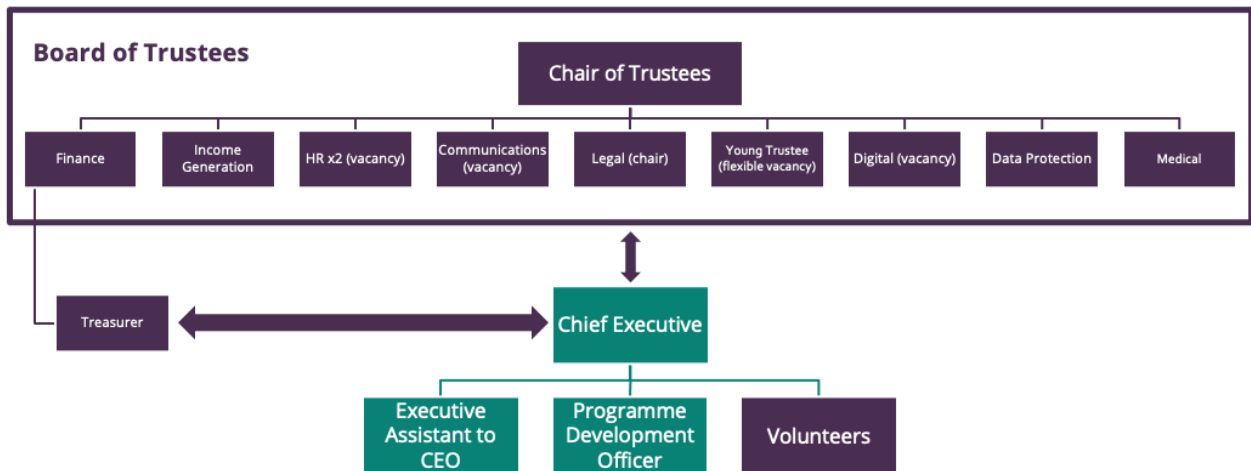 Board of Trustees
Chair of Trustees
Finance
Income
Generation
HR x2 (vacancy)
Communications
(vacancy)
Legal (chair)
Young Trustee
(flexible vacancy)
Digital (vacancy)
Data Protection
Medical
Treasurer
Chief Executive
Executive
Assistant to
CEO
Programme
Development
Officer
Volunteers